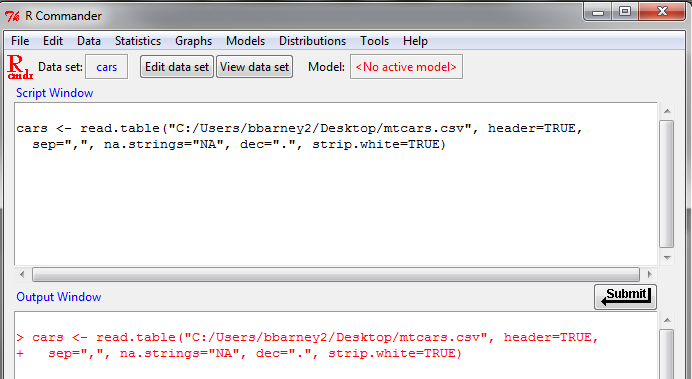 R Commander
File Edit Data Statistics Graphs Models Distributions Tools Help
R cmdr Data set: cars Edit data set View data set Model: <No active model>
Script Window
cars <- read.table("C:/Users/bbarney2/Desktop/mtcars.csv", header=TRUE,
  sep=",", na.strings="NA", dec=".", strip.white=TRUE)
Output Window Submit
> cars <- read.table("C:/Users/bbarney2/Desktop/mtcars.csv", header=TRUE,
+   sep=",", na.strings="NA", dec=".", strip.white=TRUE)